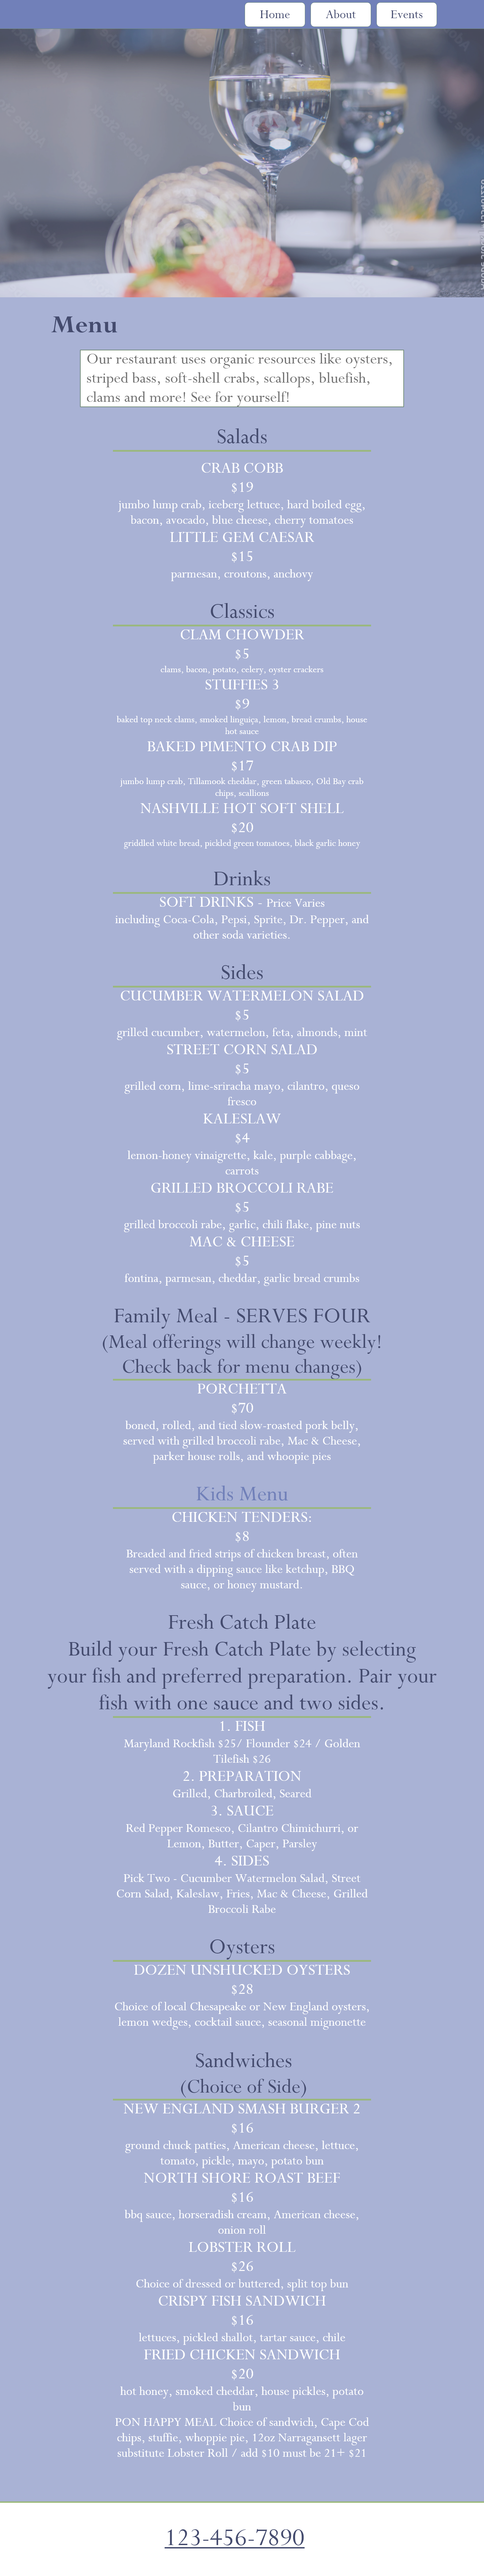 Home About Events
Menu
Our restaurant uses organic resources like oysters,
striped bass, soft-shell crabs, scallops, bluefish,
clams and more! See for yourself!
Salads
CRAB COBB
$19
jumbo lump crab, iceberg lettuce, hard boiled egg,
bacon, avocado, blue cheese, cherry tomatoes
LITTLE GEM CAESAR
$15
parmesan, croutons, anchovy
Classics
CLAM CHOWDER
$5
clams, bacon, potato, celery, oyster crackers
STUFFIES 3
$9
baked top neck clams, smoked linguiça, lemon, bread crumbs, house
hot sauce
BAKED PIMENTO CRAB DIP
$17
jumbo lump crab, Tillamook cheddar, green tabasco, Old Bay crab
chips, scallions
NASHVILLE HOT SOFT SHELL
$20
griddled white bread, pickled green tomatoes, black garlic honey
Drinks
SOFT DRINKS - Price Varies
including Coca-Cola, Pepsi, Sprite, Dr. Pepper, and
other soda varieties.
Sides
CUCUMBER WATERMELON SALAD
$5
grilled cucumber, watermelon, feta, almonds, mint
STREET CORN SALAD
$5
grilled corn, lime-sriracha mayo, cilantro, queso
fresco
KALESLAW
$4
lemon-honey vinaigrette, kale, purple cabbage,
carrots
GRILLED BROCCOLI RABE
$5
grilled broccoli rabe, garlic, chili flake, pine nuts
MAC & CHEESE
$5
fontina, parmesan, cheddar, garlic bread crumbs
Family Meal - SERVES FOUR
(Meal offerings will change weekly!
Check back for menu changes)
PORCHETTA
$70
boned, rolled, and tied slow-roasted pork belly,
served with grilled broccoli rabe, Mac & Cheese,
parker house rolls, and whoopie pies
Kids Menu
CHICKEN TENDERS:
$8
Breaded and fried strips of chicken breast, often
served with a dipping sauce like ketchup, BBQ
sauce, or honey mustard.
Fresh Catch Plate
Build your Fresh Catch Plate by selecting
your fish and preferred preparation. Pair your
fish with one sauce and two sides.
1. FISH
Maryland Rockfish $25/ Flounder $24 / Golden
Tilefish $26
2. PREPARATION
Grilled, Charbroiled, Seared
3. SAUCE
Red Pepper Romesco, Cilantro Chimichurri, or
Lemon, Butter, Caper, Parsley
4. SIDES
Pick Two - Cucumber Watermelon Salad, Street
Corn Salad, Kaleslaw, Fries, Mac & Cheese, Grilled
Broccoli Rabe
Oysters
DOZEN UNSHUCKED OYSTERS
$28
Choice of local Chesapeake or New England oysters,
lemon wedges, cocktail sauce, seasonal mignonette
Sandwiches
(Choice of Side)
NEW ENGLAND SMASH BURGER 2
$16
ground chuck patties, American cheese, lettuce,
tomato, pickle, mayo, potato bun
NORTH SHORE ROAST BEEF
$16
bbq sauce, horseradish cream, American cheese,
onion roll
LOBSTER ROLL
$26
Choice of dressed or buttered, split top bun
CRISPY FISH SANDWICH
$16
lettuces, pickled shallot, tartar sauce, chile
FRIED CHICKEN SANDWICH
$20
hot honey, smoked cheddar, house pickles, potato
bun
PON HAPPY MEAL Choice of sandwich, Cape Cod
chips, stuffie, whoppie pie, 12oz Narragansett lager
substitute Lobster Roll / add $10 must be 21+ $21
123-456-7890